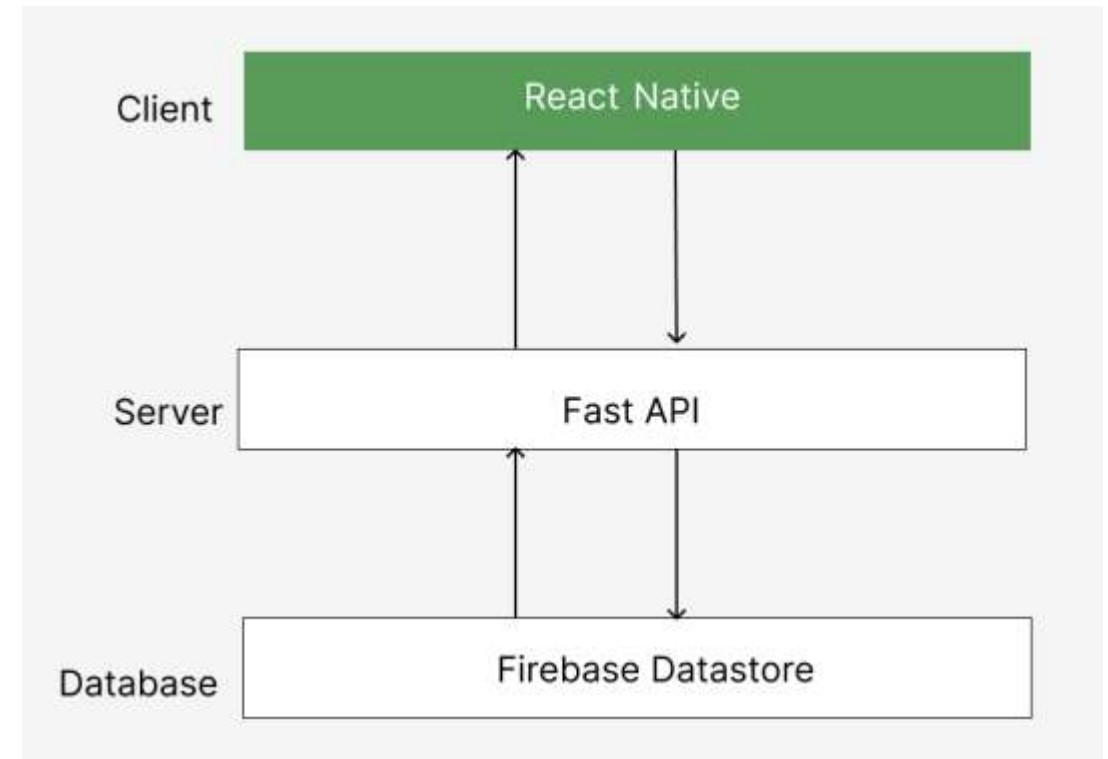 Client
React Native
Server
Fast API
Database
Firebase Datastore